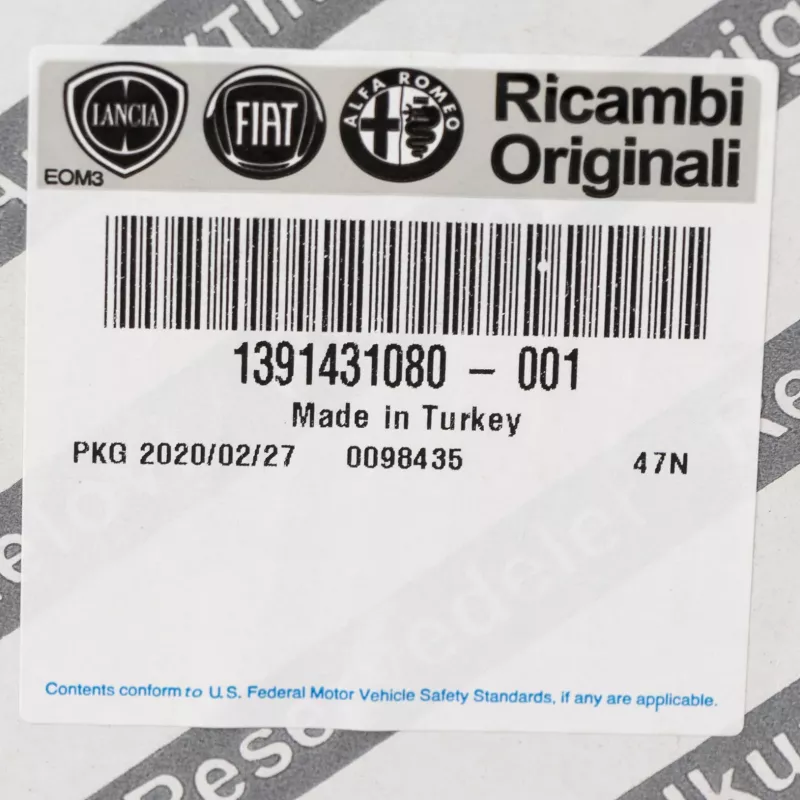 LANCIA
FIAT
ALFA ROMEO
Ricambi
Originali
EOM3
1391431080 - 001
Made in Turkey
PKG 2020/02/27 0098435 47N
Contents conform to U.S. Federal Motor Vehicle Safety Standards, if any are applicable.